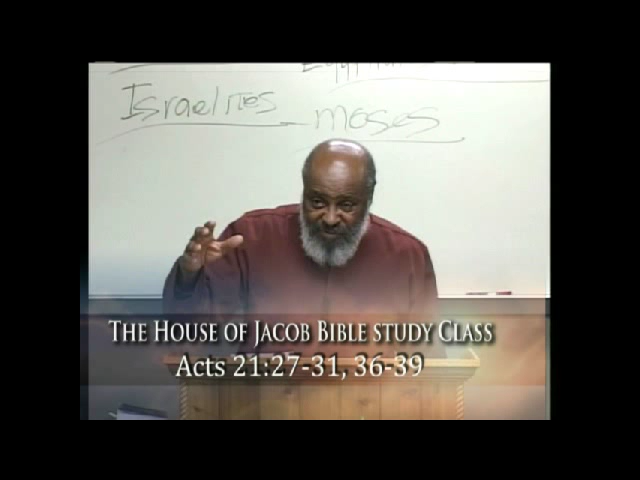 Israelites moses
THE HOUSE OF JACOB BIBLE STUDY CLASS
Acts 21:27-31, 36-39